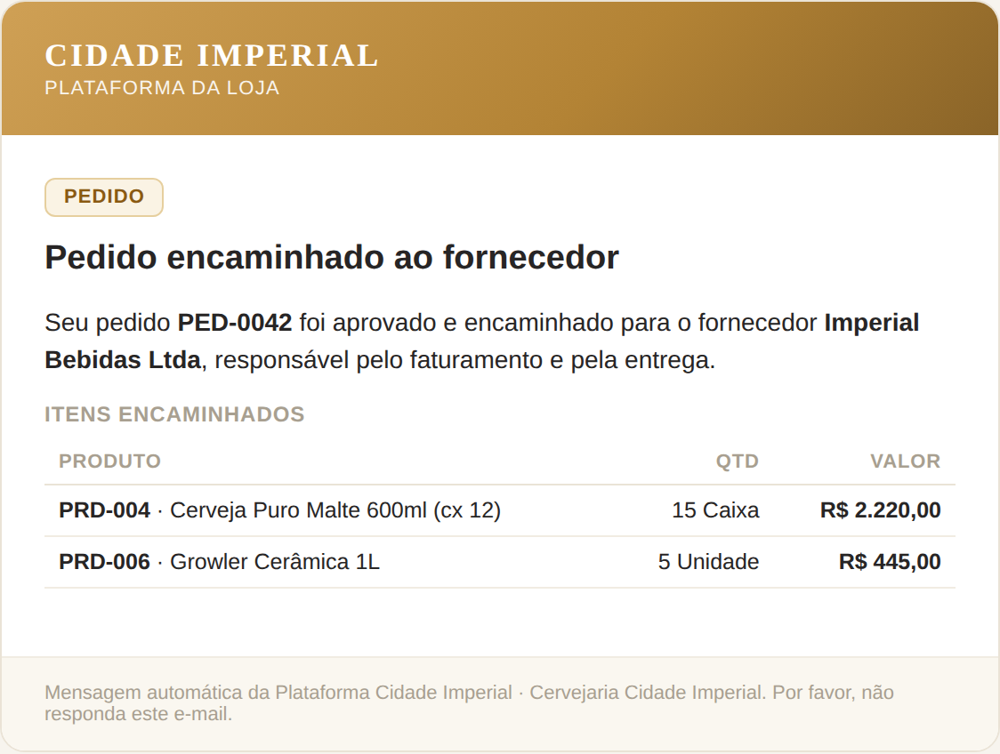 CIDADE IMPERIAL
PLATAFORMA DA LOJA
PEDIDO
Pedido encaminhado ao fornecedor
Seu pedido PED-0042 foi aprovado e encaminhado para o fornecedor Imperial
Bebidas Ltda, responsável pelo faturamento e pela entrega.
ITENS ENCAMINHADOS
PRODUTO QTD VALOR
PRD-004 · Cerveja Puro Malte 600ml (cx 12) 15 Caixa R$ 2.220,00
PRD-006 · Growler Cerâmica 1L 5 Unidade R$ 445,00
Mensagem automática da Plataforma Cidade Imperial · Cervejaria Cidade Imperial. Por favor, não
responda este e-mail.